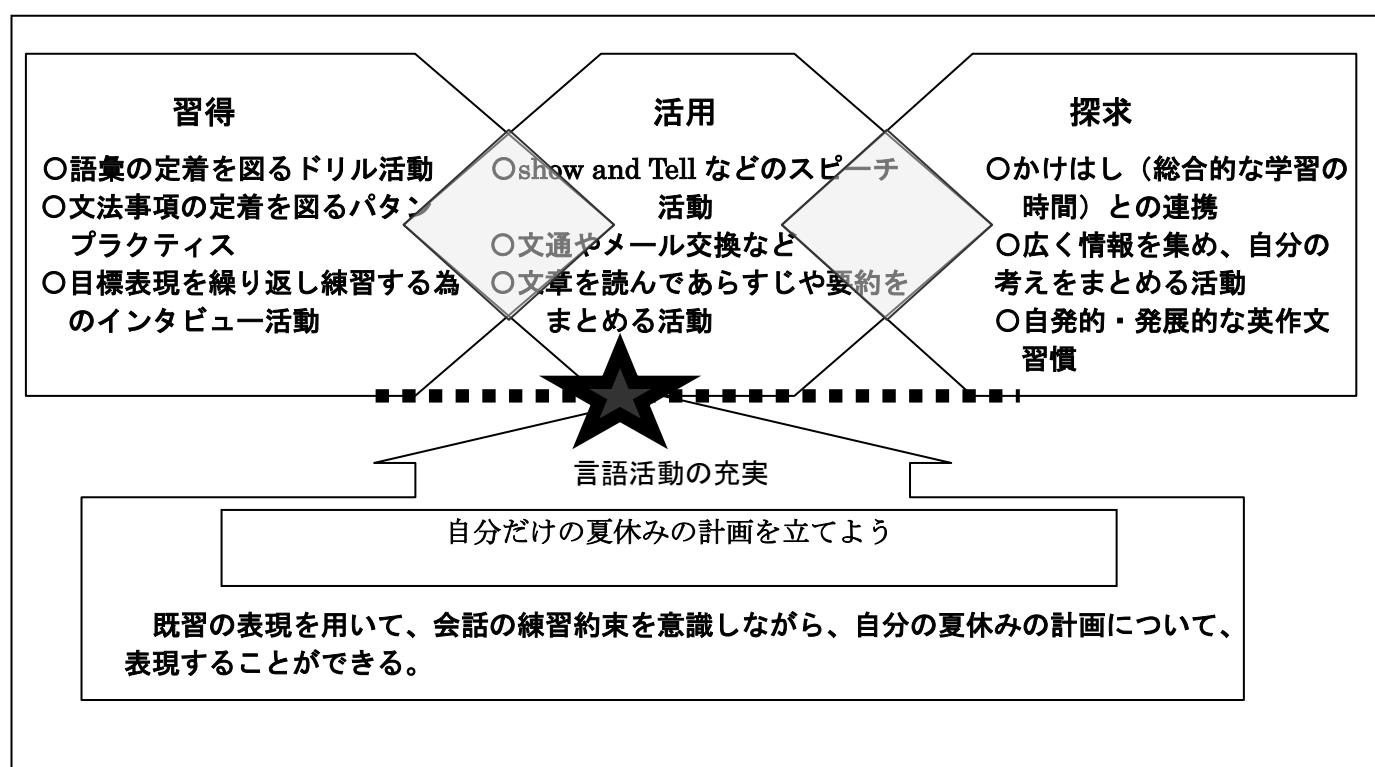 習得
○語彙の定着を図るドリル活動
○文法事項の定着を図るパタン
プラクティス
○目標表現を繰り返し練習する為
のインタビュー活動
活用
○show and Tell などのスピーチ
活動
○文通やメール交換など
○文章を読んであらすじや要約を
まとめる活動
探求
○かけはし（総合的な学習の
時間）との連携
○広く情報を集め、自分の
考えをまとめる活動
○自発的・発展的な英作文
習慣
言語活動の充実
自分だけの夏休みの計画を立てよう
既習の表現を用いて、会話の練習約束を意識しながら、自分の夏休みの計画について、
表現することができる。